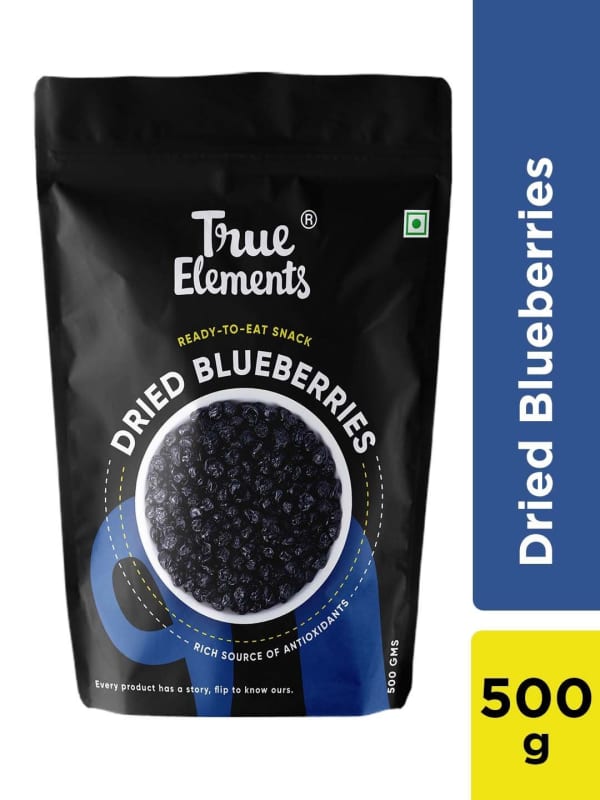 True ®
Elements
READY-TO-EAT SNACK
DRIED BLUEBERRIES
RICH SOURCE OF ANTIOXIDANTS
Every product has a story, flip to know ours.
500 GMS
Dried Blueberries
500
g